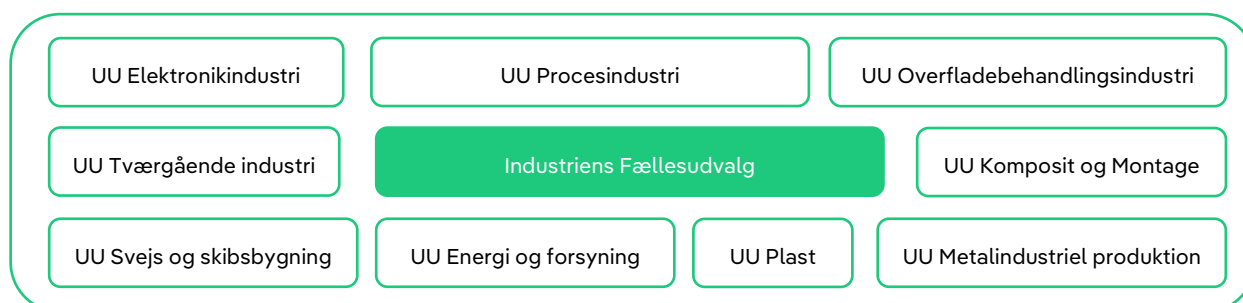 UU Elektronikindustri
UU Procesindustri
UU Overfladebehandlingsindustri
UU Tværgående industri
Industriens Fællesudvalg
UU Komposit og Montage
UU Svejs og skibsbygning
UU Energi og forsyning
UU Plast
UU Metalindustriel produktion